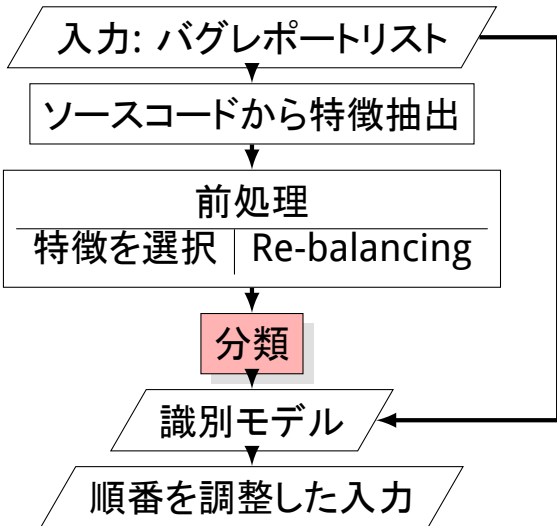 入力: バグレポートリスト
ソースコードから特徴抽出
前処理
特徴を選択 Re-balancing
分類
識別モデル
順番を調整した入力